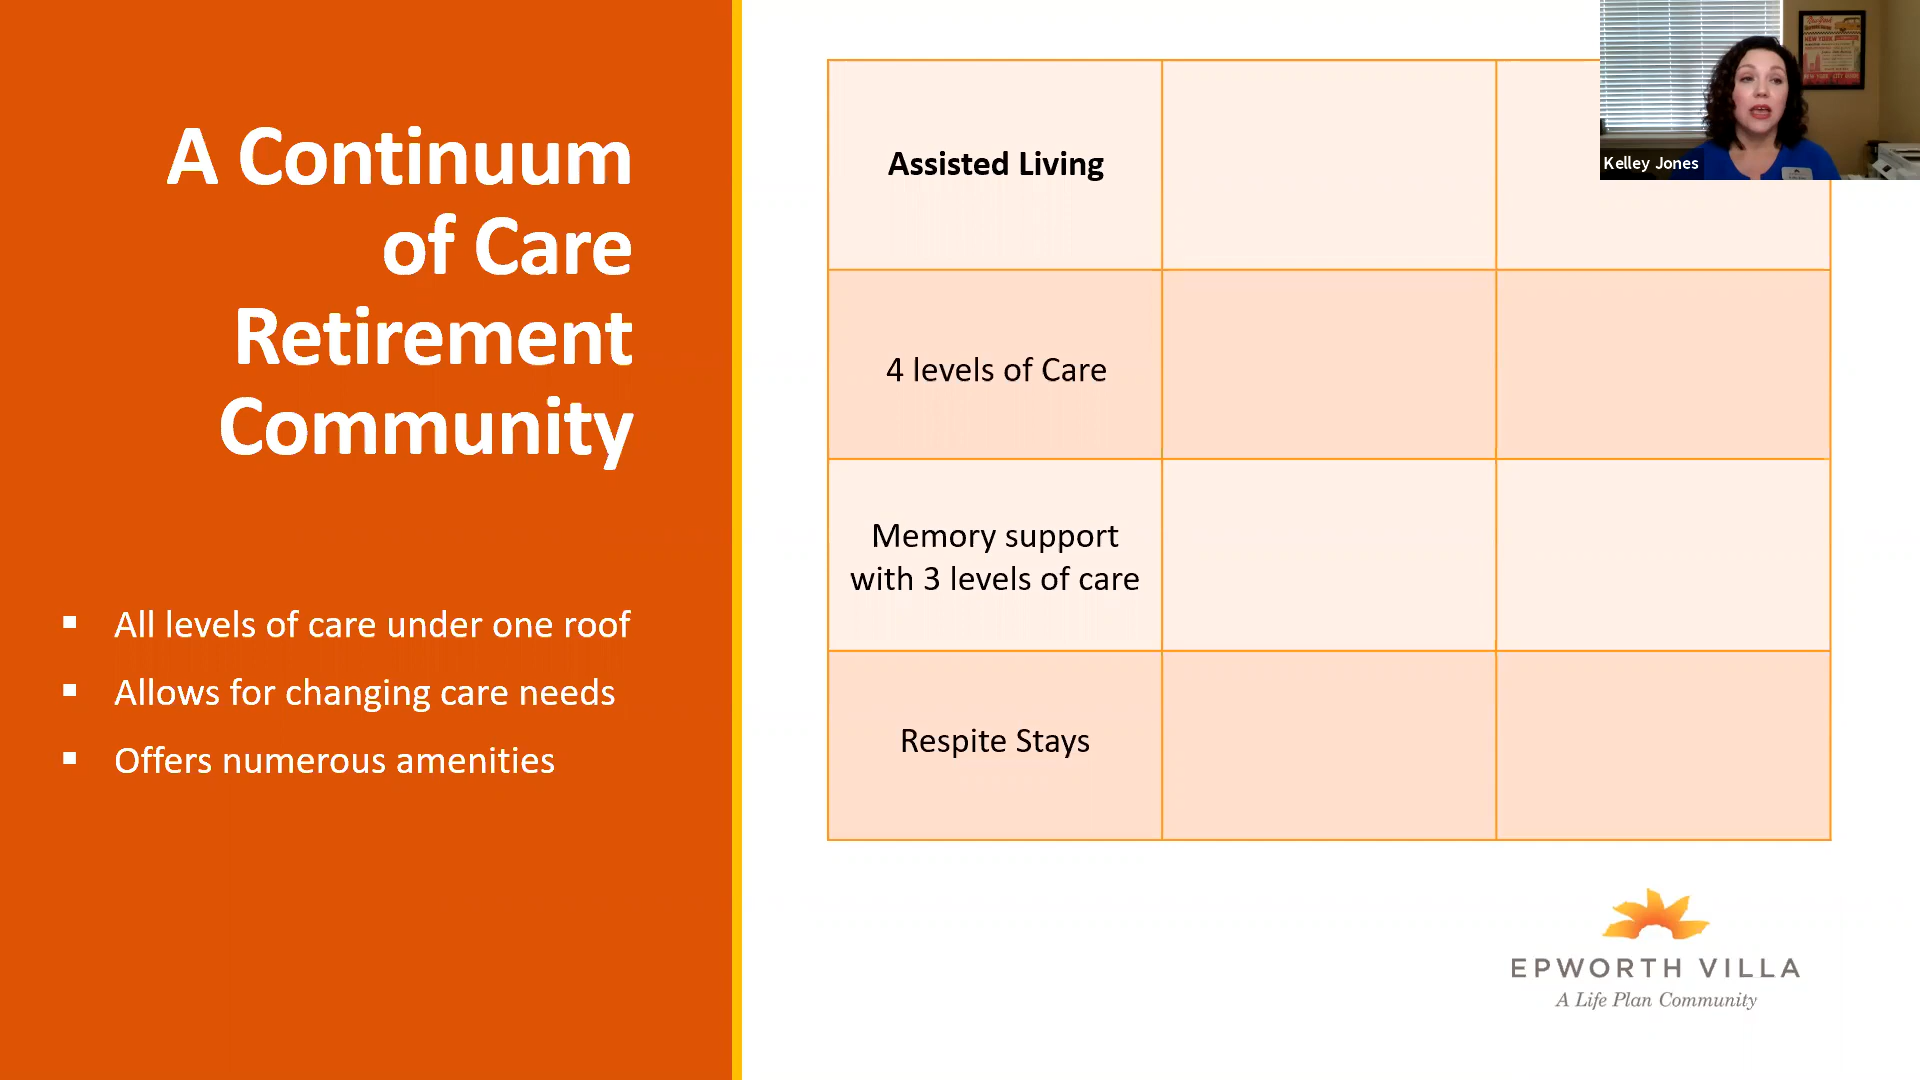 A Continuum
of Care
Retirement
Community
All levels of care under one roof
Allows for changing care needs
Offers numerous amenities
Assisted Living
4 levels of Care
Memory support
with 3 levels of care
Respite Stays
Kelley Jones
NEW YORK
EPWORTH VILLA
A Life Plan Community